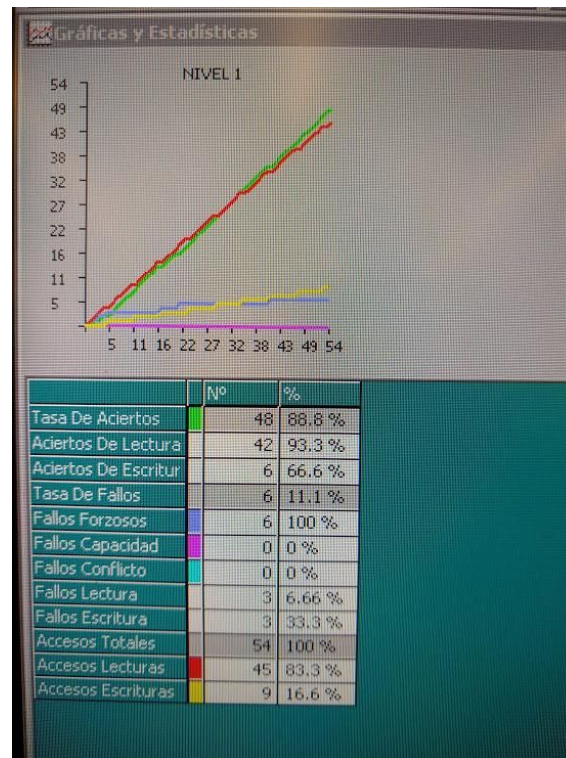 Gráficas y Estadísticas
NIVEL 1
54
49
43
38
32
27
22
16
11
5
5 11 16 22 27 32 38 43 49 54
Nº %
Tasa De Aciertos 48 88.8 %
Aciertos De Lectura 42 93.3 %
Aciertos De Escritur 6 66.6 %
Tasa De Fallos 6 11.1 %
Fallos Forzosos 6 100 %
Fallos Capacidad 0 0 %
Fallos Conflicto 0 0 %
Fallos Lectura 3 6.66 %
Fallos Escritura 3 33.3 %
Accesos Totales 54 100 %
Accesos Lecturas 45 83.3 %
Accesos Escrituras 9 16.6 %